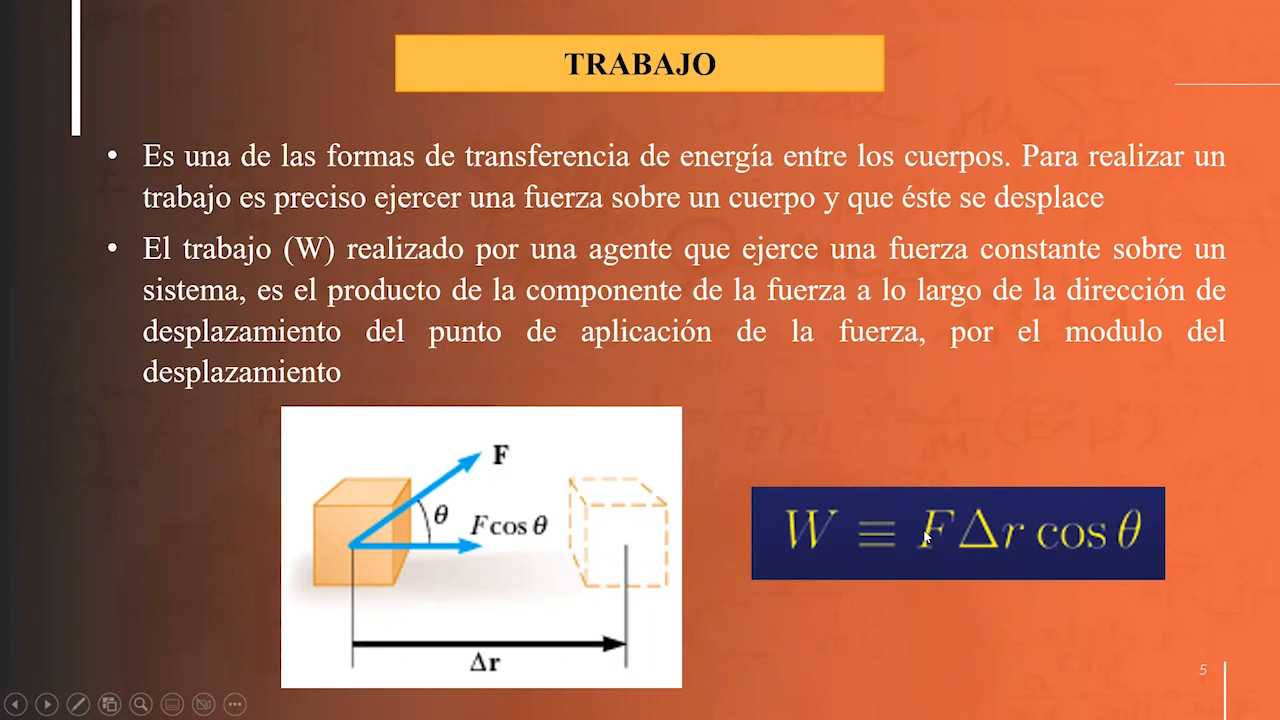 TRABAJO
• Es una de las formas de transferencia de energía entre los cuerpos. Para realizar un
trabajo es preciso ejercer una fuerza sobre un cuerpo y que éste se desplace
• El trabajo (W) realizado por una agente que ejerce una fuerza constante sobre un
sistema, es el producto de la componente de la fuerza a lo largo de la dirección de
desplazamiento del punto de aplicación de la fuerza, por el modulo del
desplazamiento
F
θ
F cos θ
Δr
W ≡ F Δr cos θ
5